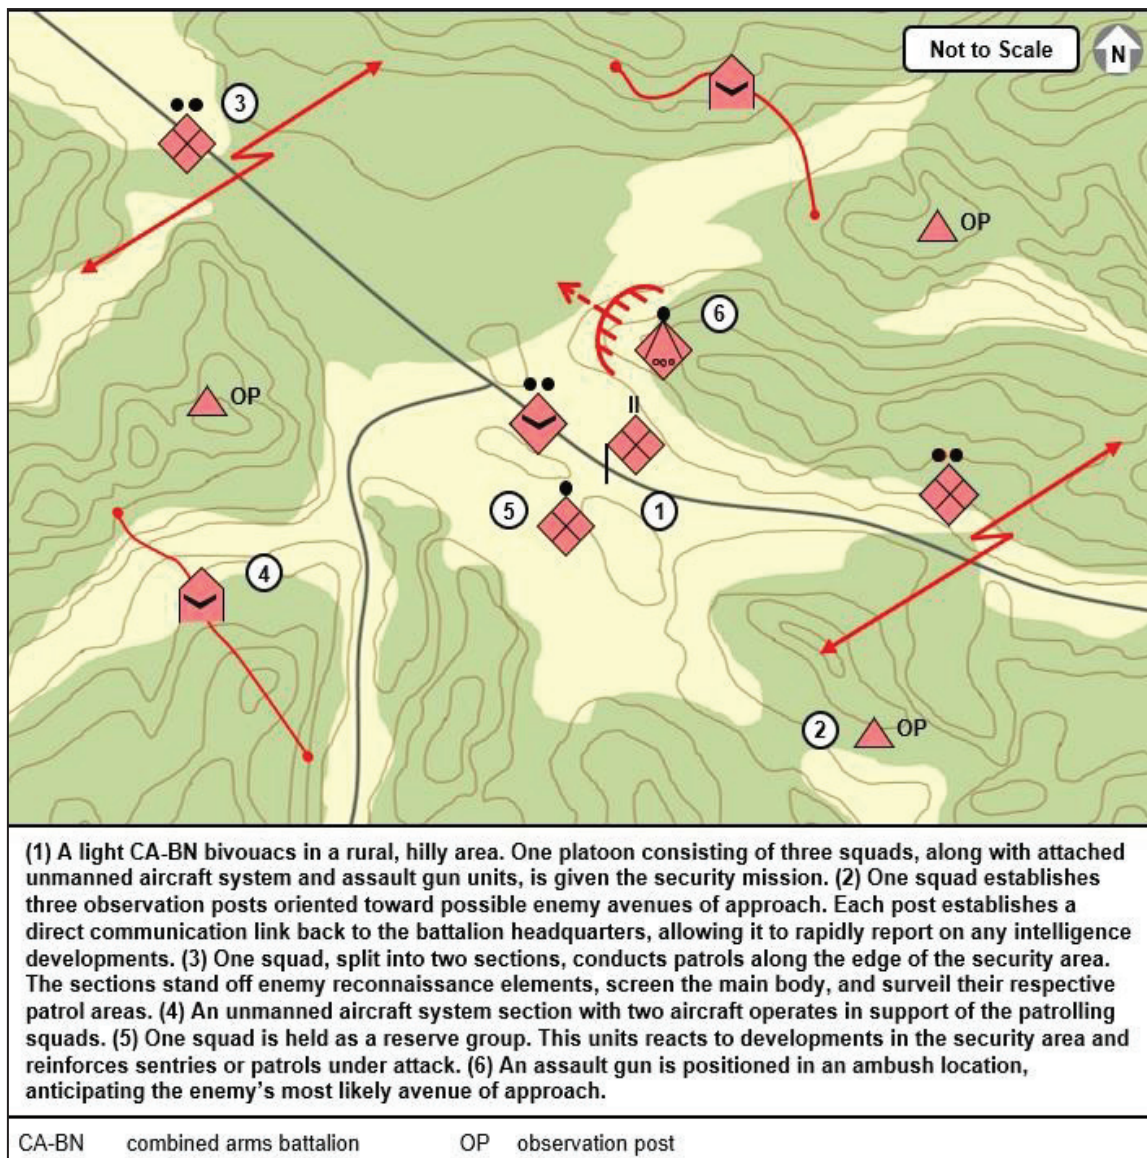 Not to Scale
N
3
OP
6
OP
II
5
1
4
2
OP
(1) A light CA-BN bivouacs in a rural, hilly area. One platoon consisting of three squads, along with attached
unmanned aircraft system and assault gun units, is given the security mission. (2) One squad establishes
three observation posts oriented toward possible enemy avenues of approach. Each post establishes a
direct communication link back to the battalion headquarters, allowing it to rapidly report on any intelligence
developments. (3) One squad, split into two sections, conducts patrols along the edge of the security area.
The sections stand off enemy reconnaissance elements, screen the main body, and surveil their respective
patrol areas. (4) An unmanned aircraft system section with two aircraft operates in support of the patrolling
squads. (5) One squad is held as a reserve group. This units reacts to developments in the security area and
reinforces sentries or patrols under attack. (6) An assault gun is positioned in an ambush location,
anticipating the enemy's most likely avenue of approach.
CA-BN combined arms battalion OP observation post